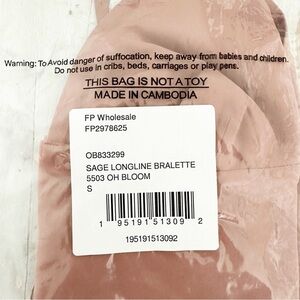 Warning: To Avoid danger of suffocation, keep away from babies and children.
Do not use in cribs, beds, carriages or play pens.
THIS BAG IS NOT A TOY
MADE IN CAMBODIA
FP Wholesale
FP2978625
OB833299
SAGE LONGLINE BRALETTE
5503 OH BLOOM
S
1 95191 51309 2
195191513092